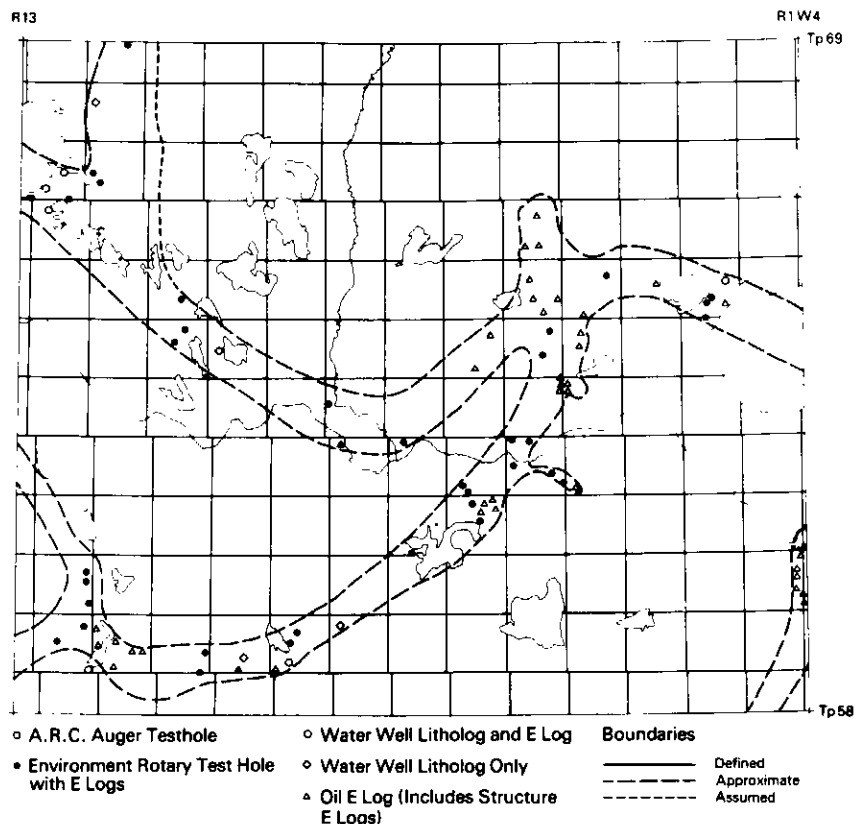 R13
R1W4
Tp69
Tp58
A.R.C. Auger Testhole
Environment Rotary Test Hole
with E Logs
Water Well Litholog and E Log
Water Well Litholog Only
Oil E Log (Includes Structure
E Logs)
Boundaries
Defined
Approximate
Assumed